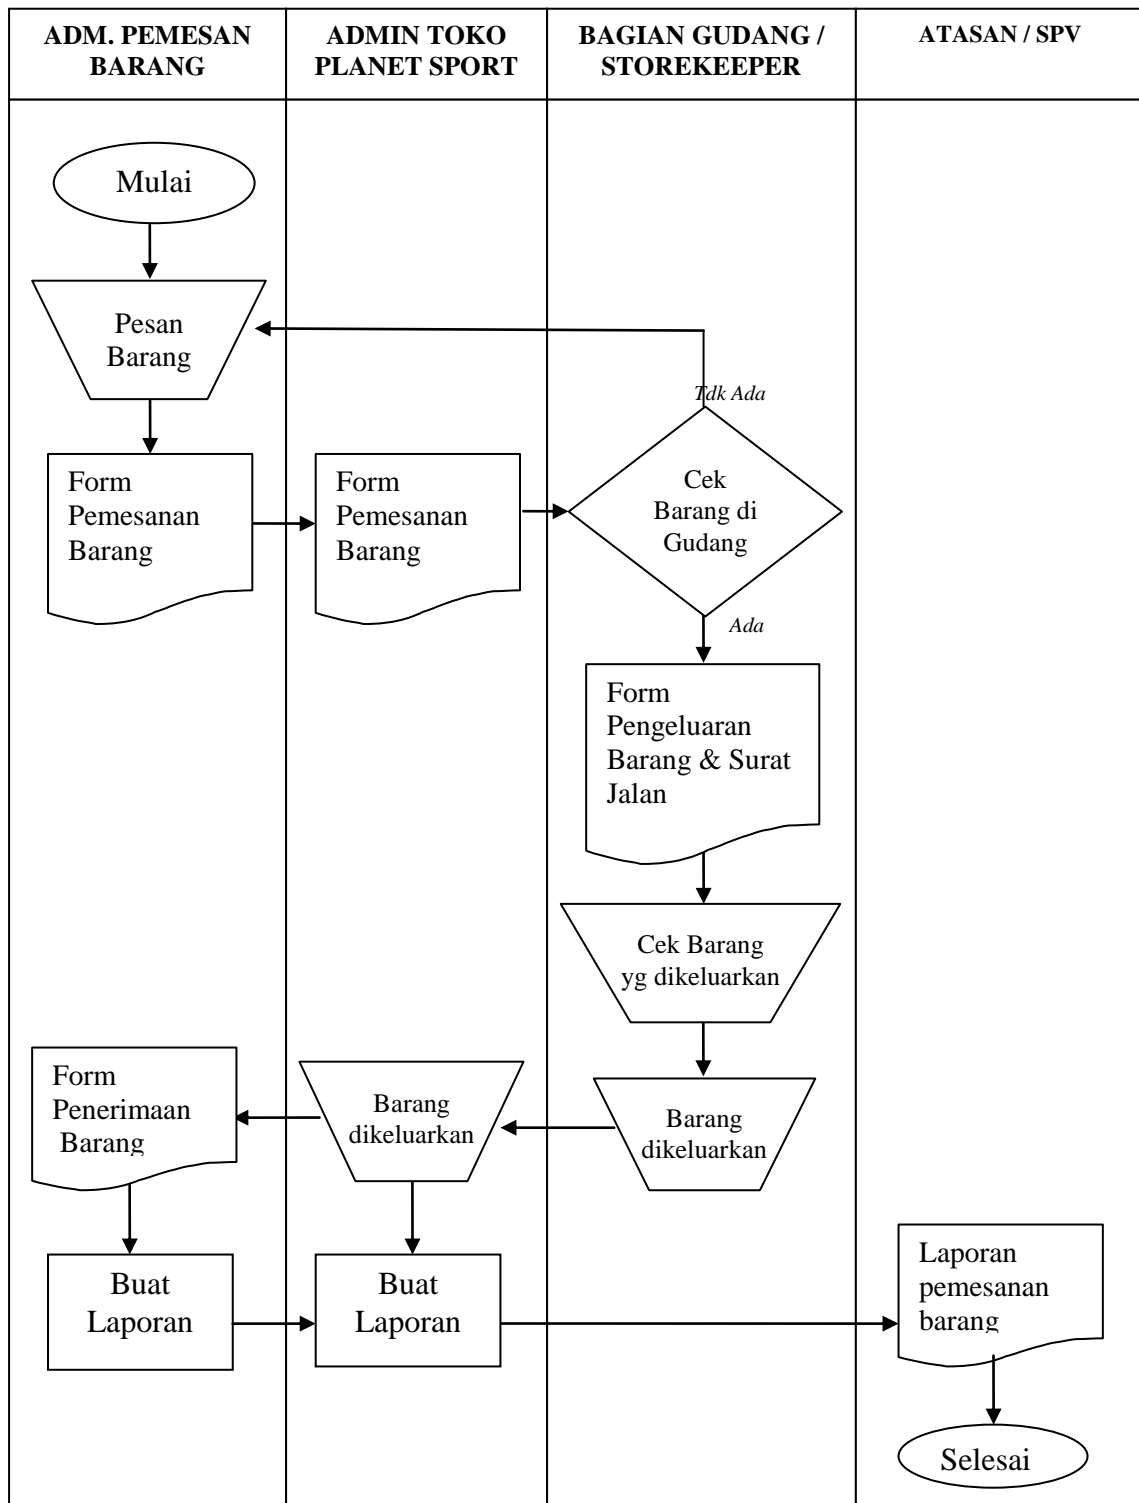 ADM. PEMESAN
BARANG
ADMIN TOKO
PLANET SPORT
BAGIAN GUDANG /
STOREKEEPER
ATASAN / SPV
Mulai
Pesan
Barang
Tdk Ada
Form
Pemesanan
Barang
Form
Pemesanan
Barang
Cek
Barang di
Gudang
Ada
Form
Pengeluaran
Barang & Surat
Jalan
Cek Barang
yg dikeluarkan
Form
Penerimaan
Barang
Barang
dikeluarkan
Barang
dikeluarkan
Buat
Laporan
Buat
Laporan
Laporan
pemesanan
barang
Selesai